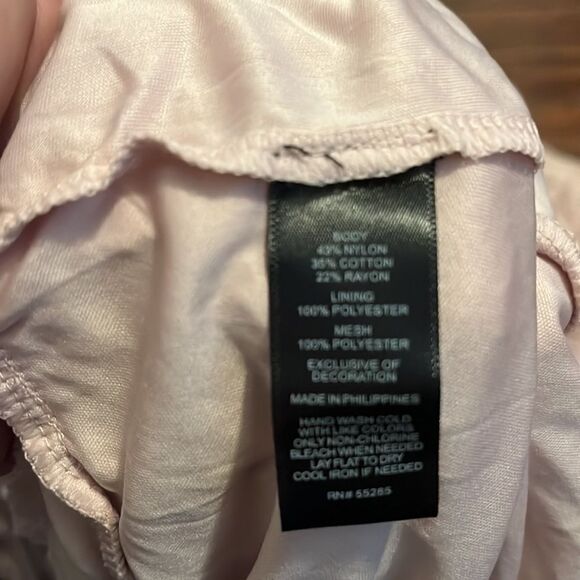 BODY
43% NYLON
35% COTTON
22% RAYON
LINING
100% POLYESTER
MESH
100% POLYESTER
EXCLUSIVE OF
DECORATION
MADE IN PHILIPPINES
HAND WASH COLD
WITH LIKE COLORS
ONLY NON-CHLORINE
BLEACH WHEN NEEDED
LAY FLAT TO DRY
COOL IRON IF NEEDED
RN# 55285